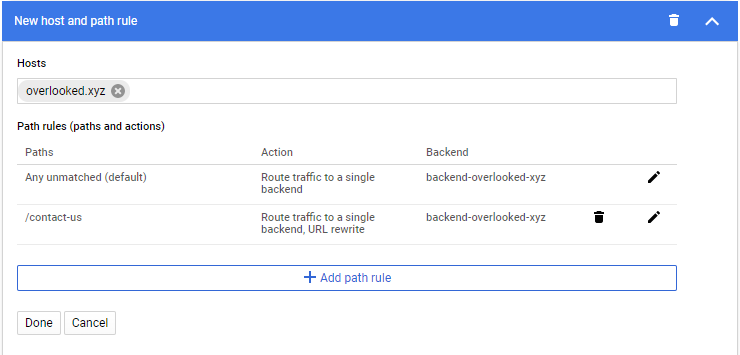 New host and path rule
Hosts
overlooked.xyz
Path rules (paths and actions)
Paths Action Backend
Any unmatched (default) Route traffic to a single backend-overlooked-xyz
backend
/contact-us Route traffic to a single backend-overlooked-xyz
backend, URL rewrite
Add path rule
Done Cancel